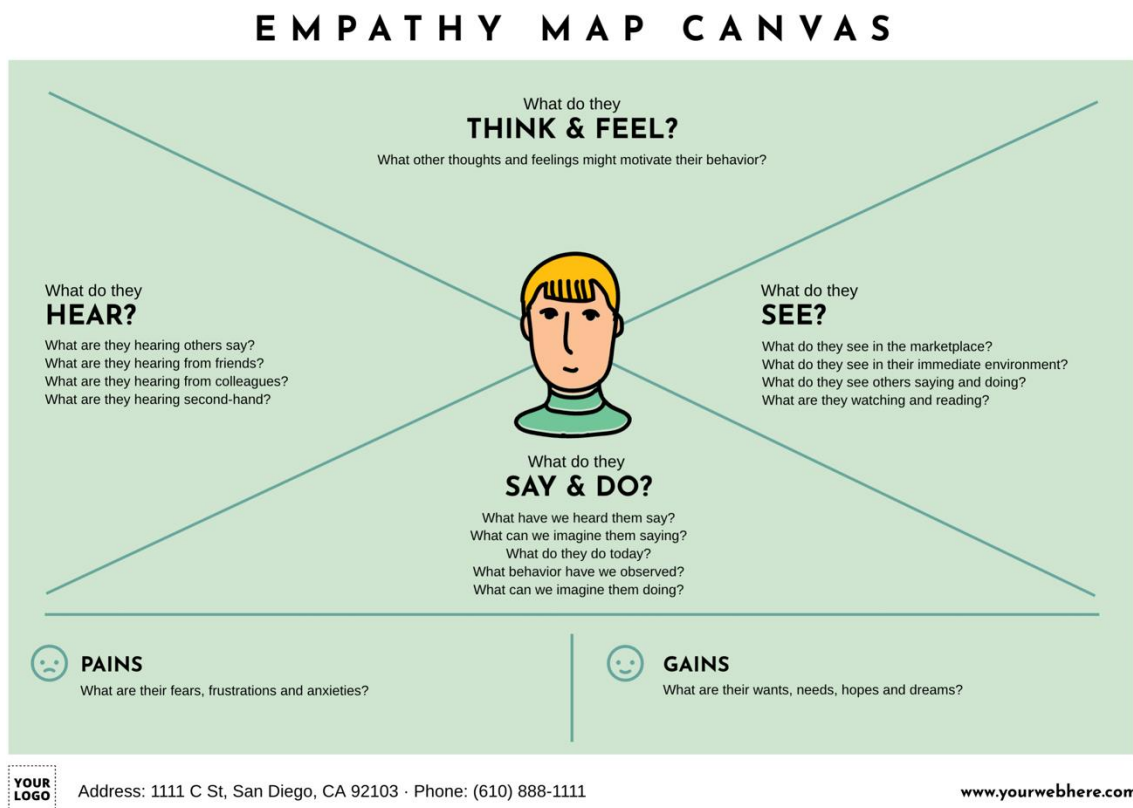 EMPATHY MAP CANVAS
What do they
THINK & FEEL?
What other thoughts and feelings might motivate their behavior?
What do they
HEAR?
What are they hearing others say?
What are they hearing from friends?
What are they hearing from colleagues?
What are they hearing second-hand?
What do they
SEE?
What do they see in the marketplace?
What do they see in their immediate environment?
What do they see others saying and doing?
What are they watching and reading?
What do they
SAY & DO?
What have we heard them say?
What can we imagine them saying?
What do they do today?
What behavior have we observed?
What can we imagine them doing?
PAINS
What are their fears, frustrations and anxieties?
GAINS
What are their wants, needs, hopes and dreams?
YOUR
LOGO
Address: 1111 C St, San Diego, CA 92103 · Phone: (610) 888-1111
www.yourwebhere.com